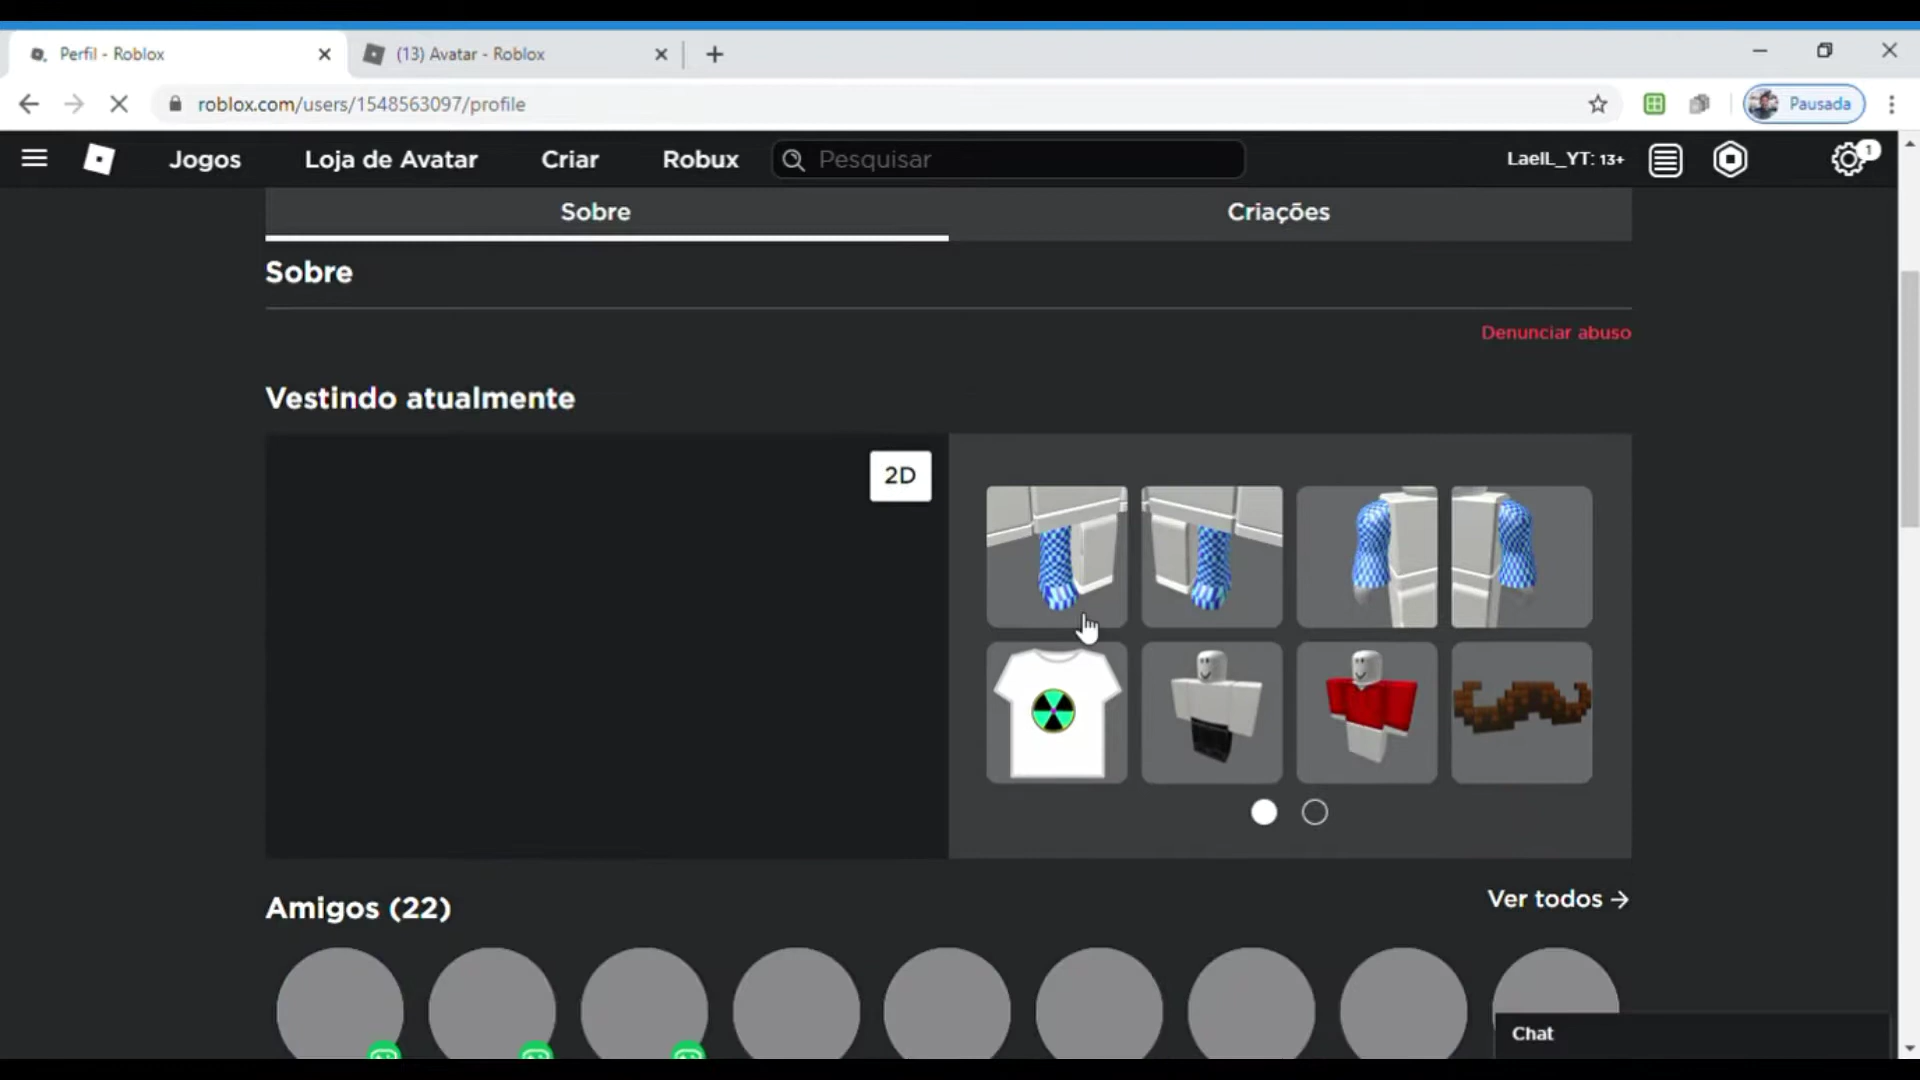 Perfil - Roblox
(13) Avatar - Roblox
roblox.com/users/1548563097/profile
Pausada
Jogos
Loja de Avatar
Criar
Robux
Pesquisar
LaelL_YT: 13+
1
Sobre
Criações
Sobre
Denunciar abuso
Vestindo atualmente
2D
Amigos (22)
Ver todos →
Chat